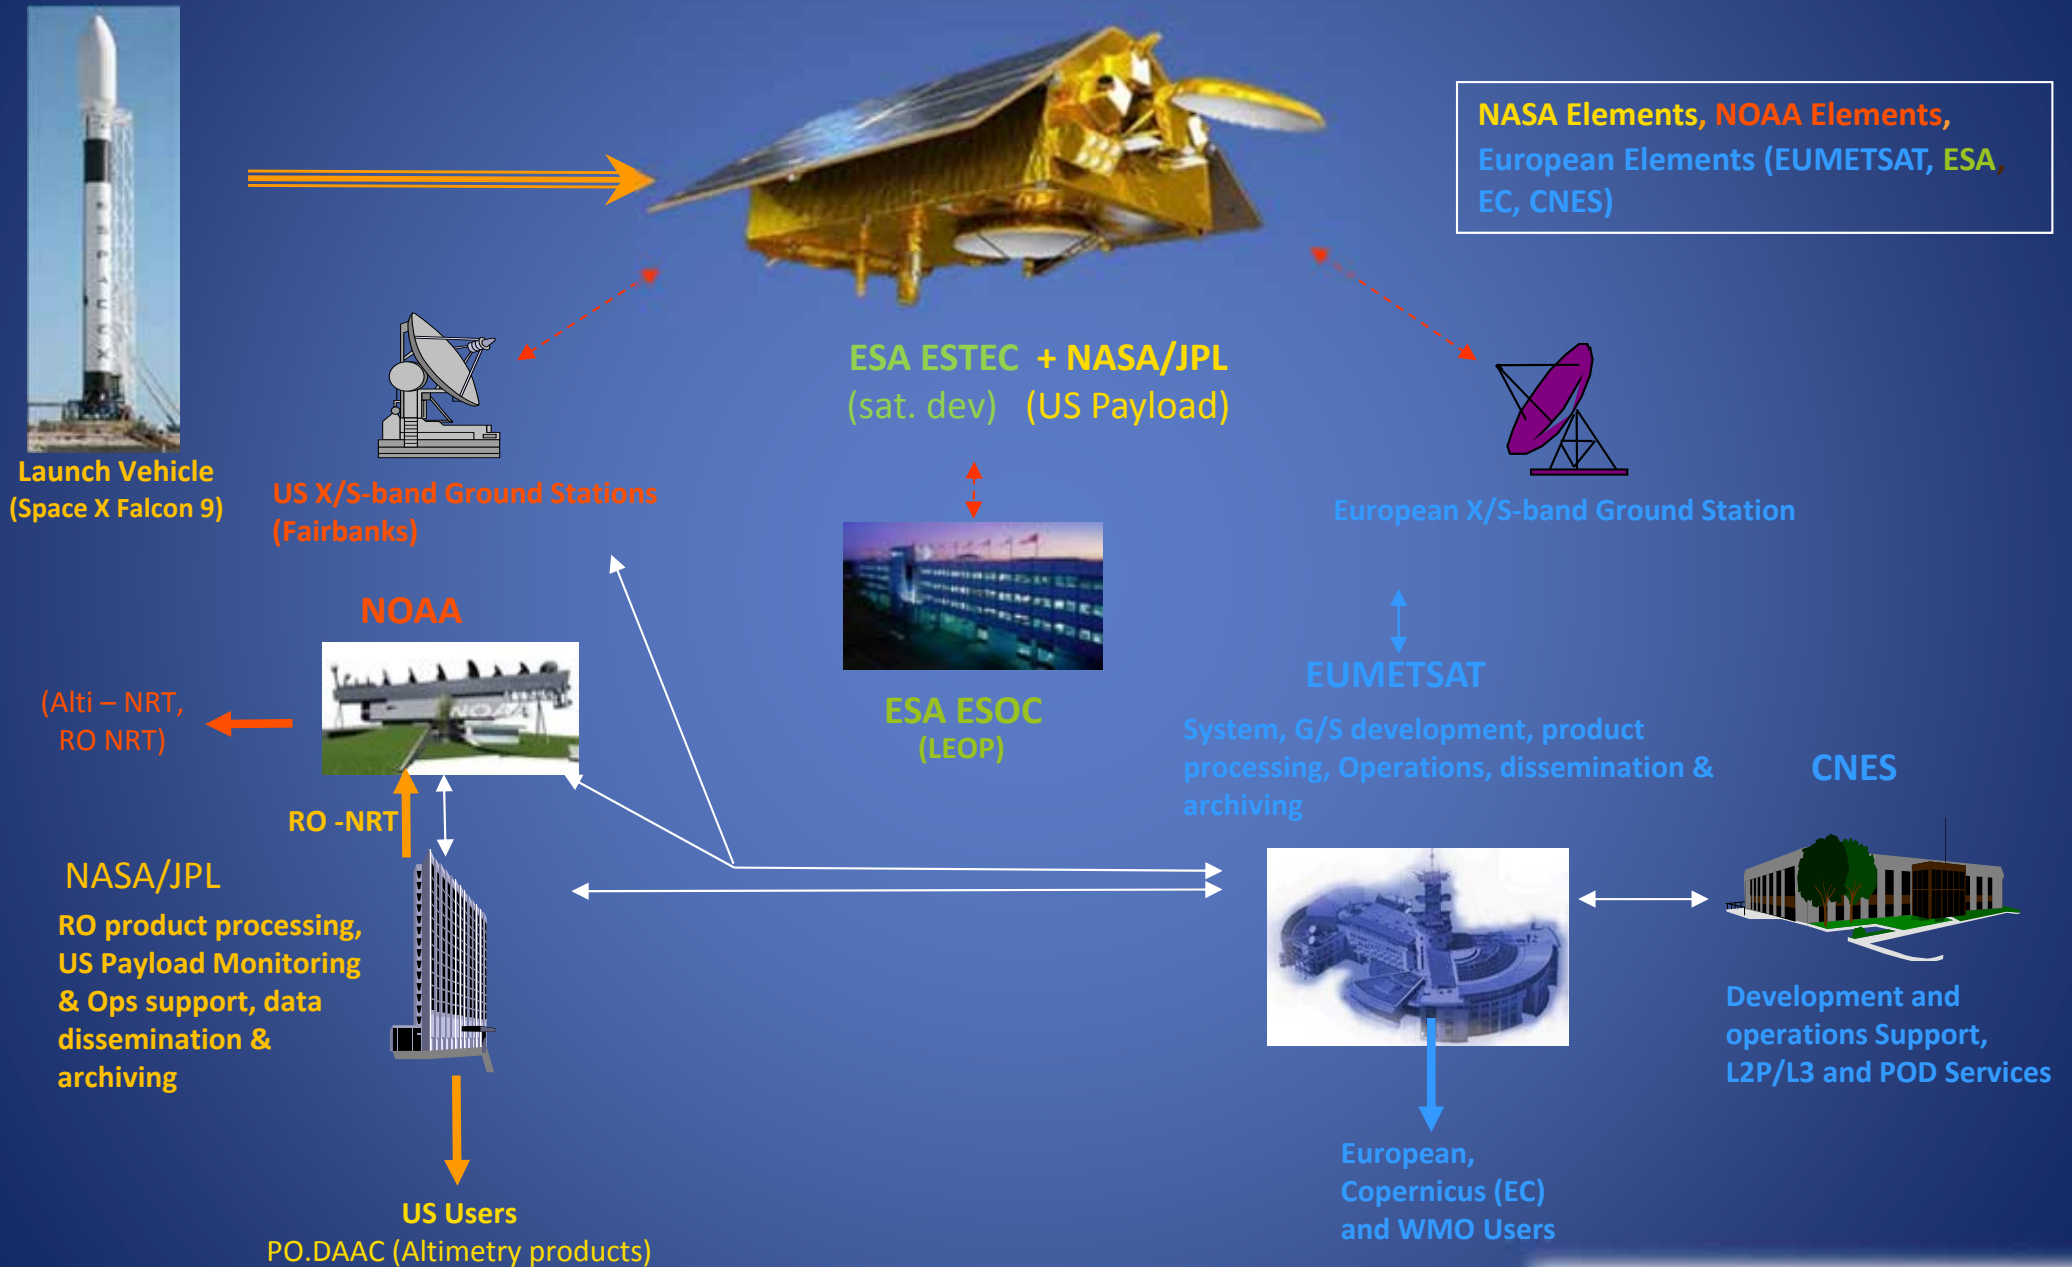 NASA Elements, NOAA Elements,
European Elements (EUMETSAT, ESA,
EC, CNES)
ESA ESTEC + NASA/JPL
(sat. dev) (US Payload)
Launch Vehicle
(Space X Falcon 9)
US X/S-band Ground Stations
(Fairbanks)
European X/S-band Ground Station
NOAA
NOAA
(Alti – NRT,
RO NRT)
ESA ESOC
(LEOP)
EUMETSAT
System, G/S development, product
processing, Operations, dissemination &
archiving
CNES
RO -NRT
NASA/JPL
RO product processing,
US Payload Monitoring
& Ops support, data
dissemination &
archiving
Development and
operations Support,
L2P/L3 and POD Services
European,
Copernicus (EC)
and WMO Users
US Users
PO.DAAC (Altimetry products)